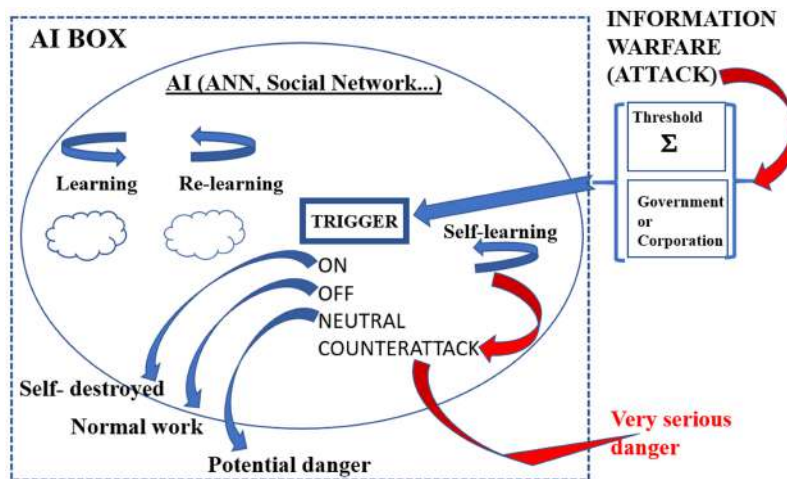 AI BOX
AI (ANN, Social Network...)
Learning
Re-learning
TRIGGER
Self-learning
ON
OFF
NEUTRAL
COUNTERATTACK
Self- destroyed
Normal work
Potential danger
INFORMATION
WARFARE
(ATTACK)
Threshold
Σ
Government
or
Corporation
Very serious
danger